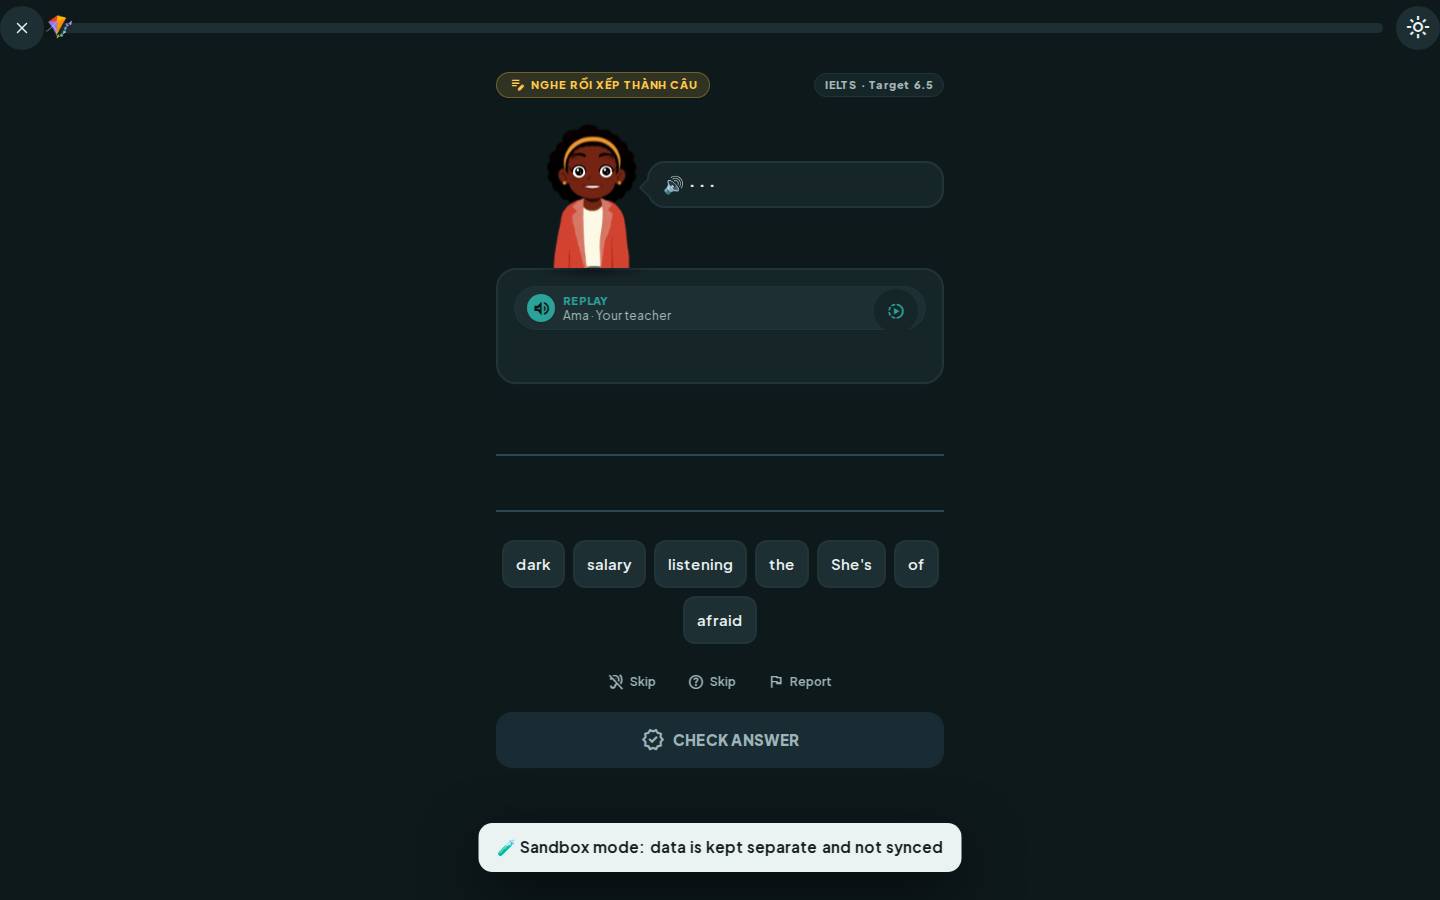 NGHE RỒI XẾP THÀNH CÂU
IELTS · Target 6.5
🔊 • • •
REPLAY
Ama · Your teacher
dark salary listening the She's of
afraid
Skip Skip Report
CHECK ANSWER
🧪 Sandbox mode: data is kept separate and not synced